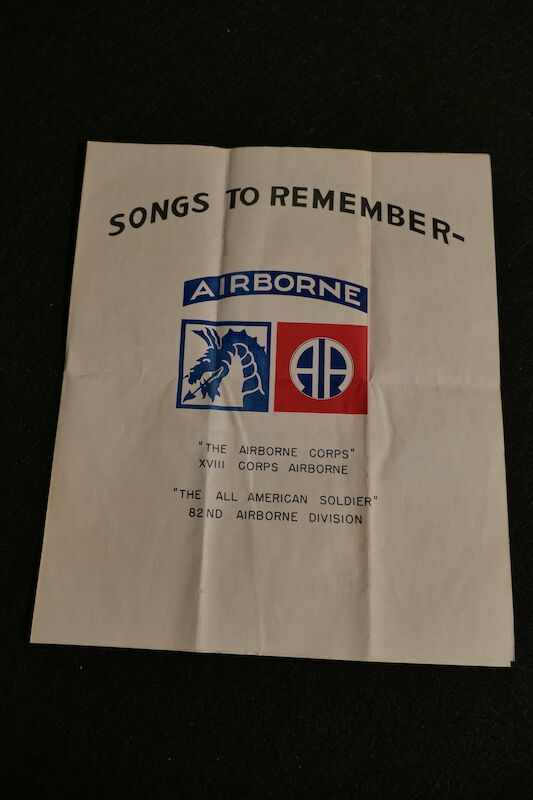 SONGS TO REMEMBER-
AIRBORNE
AA
"THE AIRBORNE CORPS"
XVIII CORPS AIRBORNE
"THE ALL AMERICAN SOLDIER"
82ND AIRBORNE DIVISION